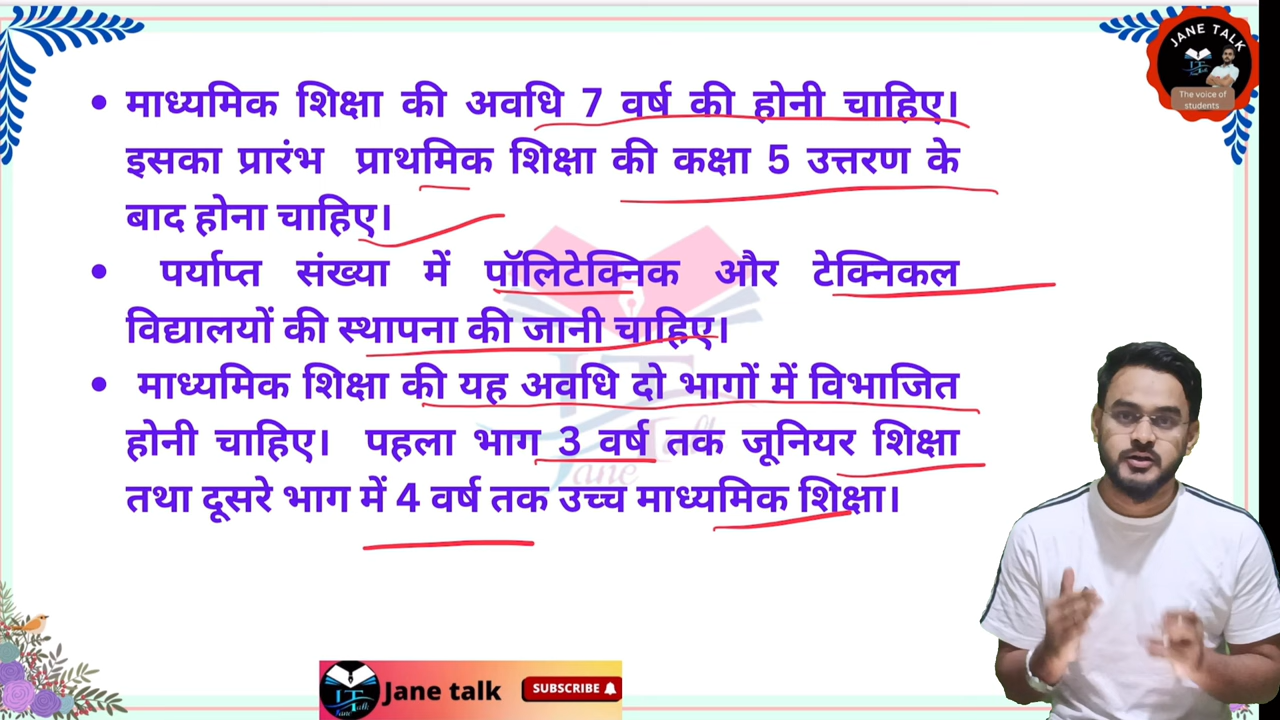 JANE TALK
The voice of
students
• माध्यमिक शिक्षा की अवधि 7 वर्ष की होनी चाहिए।
इसका प्रारंभ प्राथमिक शिक्षा की कक्षा 5 उत्तरण के
बाद होना चाहिए।
• पर्याप्त संख्या में पॉलिटेक्निक और टेक्निकल
विद्यालयों की स्थापना की जानी चाहिए।
• माध्यमिक शिक्षा की यह अवधि दो भागों में विभाजित
होनी चाहिए। पहला भाग 3 वर्ष तक जूनियर शिक्षा
तथा दूसरे भाग में 4 वर्ष तक उच्च माध्यमिक शिक्षा।
Jane Talk
Jane talk
SUBSCRIBE